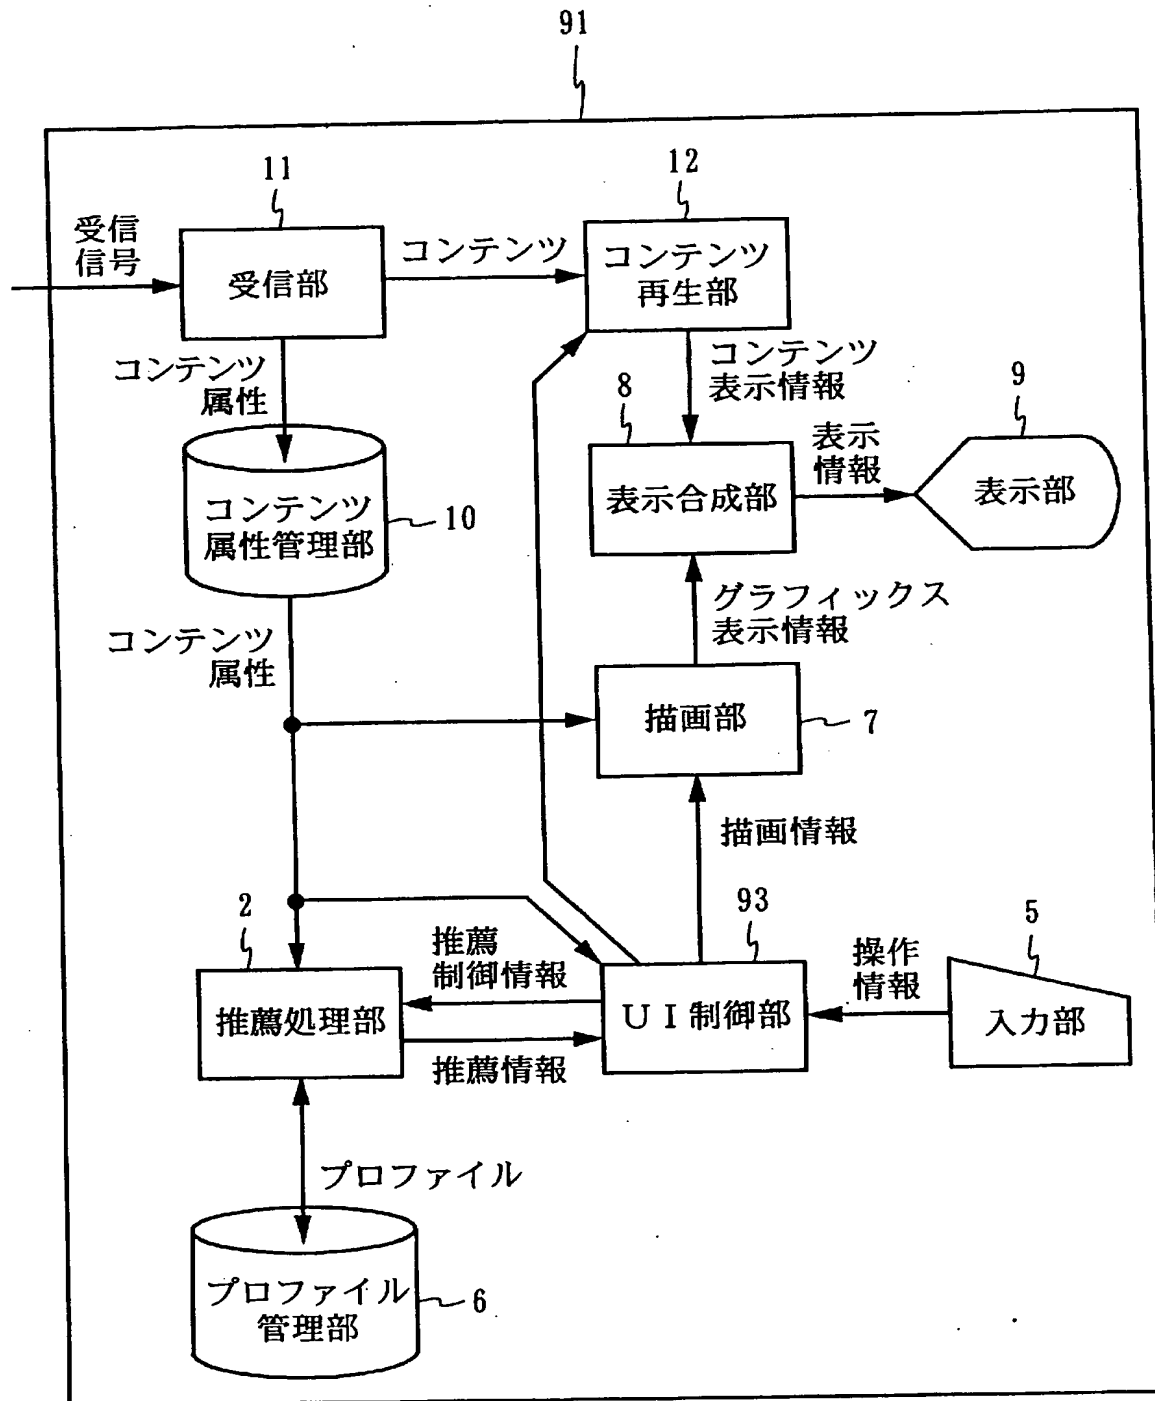 91
11
12
受信
信号
受信部
コンテンツ
コンテンツ
再生部
コンテンツ
属性
コンテンツ
表示情報
8
9
表示
情報
表示合成部
表示部
コンテンツ
属性管理部
10
グラフィックス
表示情報
コンテンツ
属性
描画部
7
描画情報
2
93
5
推薦
制御情報
操作
情報
推薦処理部
UI制御部
入力部
推薦情報
プロファイル
プロファイル
管理部
6